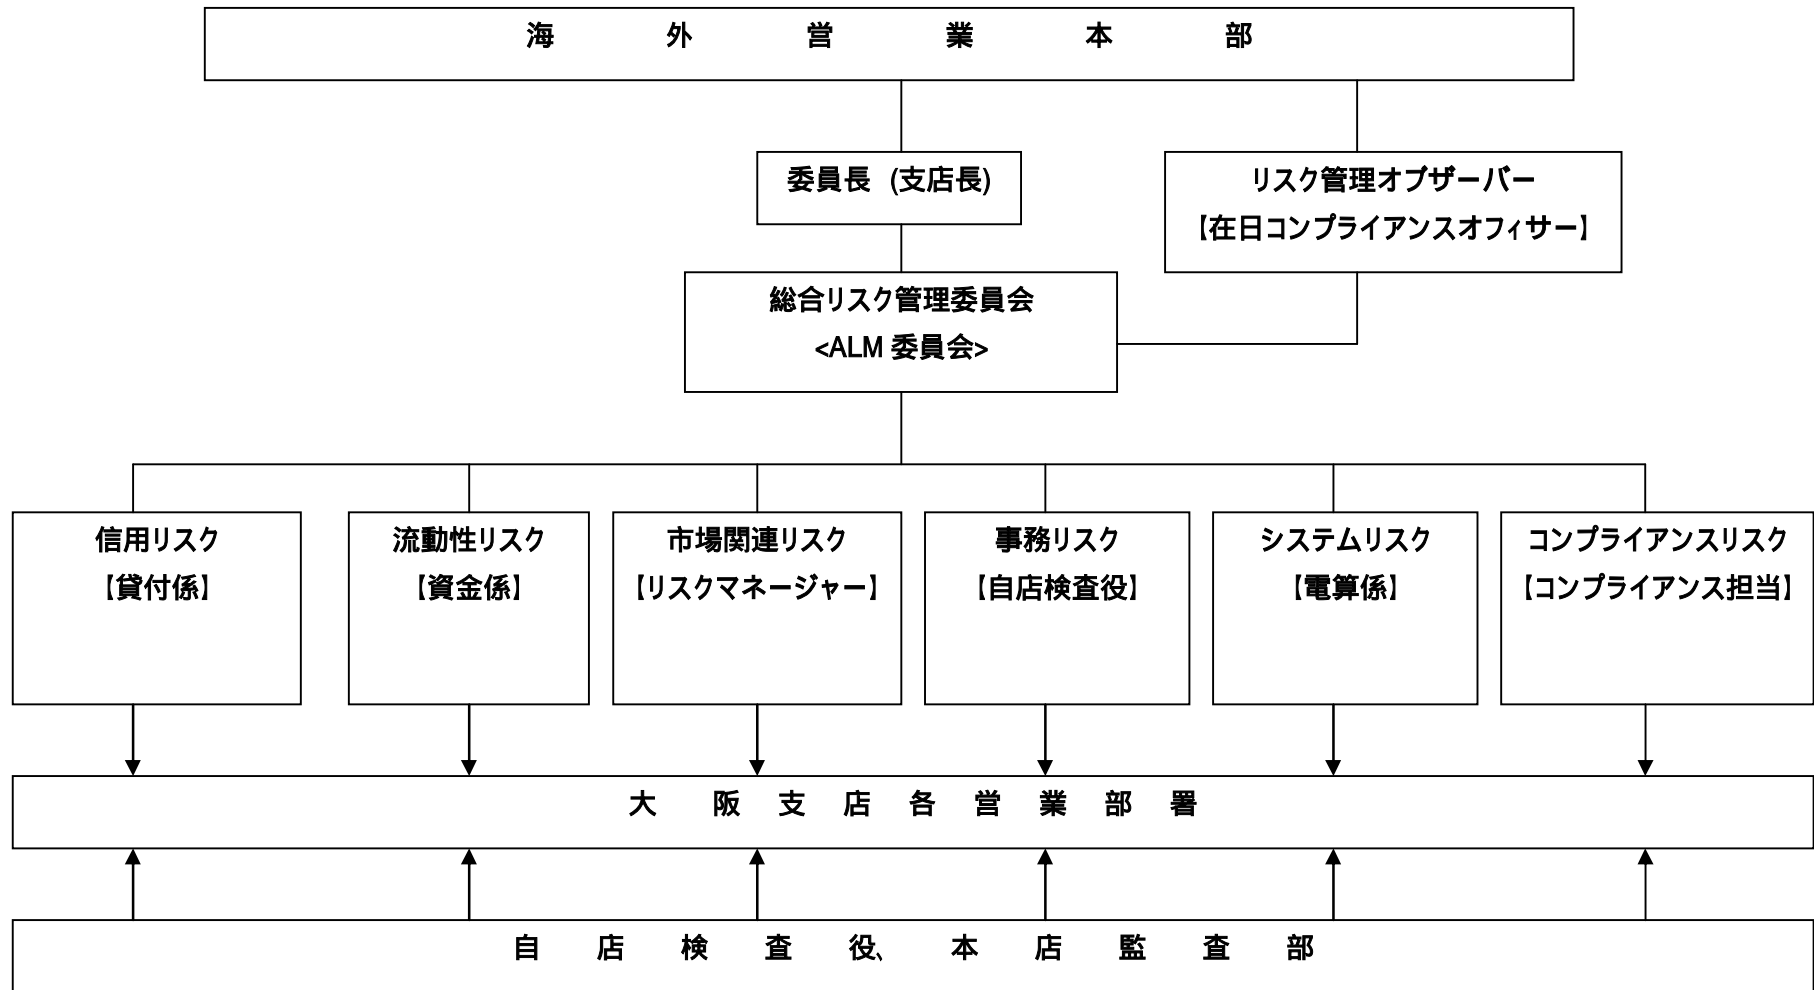 海外営業本部
委員長 (支店長)
リスク管理オブザーバー
【在日コンプライアンスオフィサー】
総合リスク管理委員会
<ALM 委員会>
信用リスク
【貸付係】
流動性リスク
【資金係】
市場関連リスク
【リスクマネージャー】
事務リスク
【自店検査役】
システムリスク
【電算係】
コンプライアンスリスク
【コンプライアンス担当】
大阪支店各営業部署
自店検査役、本店監査部